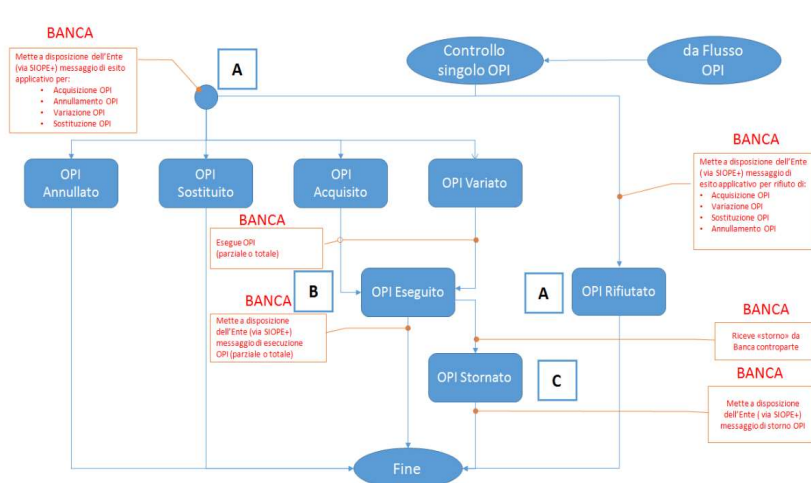 BANCA
Mette a disposizione dell'Ente
(via SIOPE+) messaggio di esito
applicativo per:
• Acquisizione OPI
• Annullamento OPI
• Variazione OPI
• Sostituzione OPI
A
Controllo
singolo OPI
da Flusso
OPI
BANCA
Mette a disposizione dell'Ente
( via SIOPE+) messaggio di
esito applicativo per rifiuto di:
• Acquisizione OPI
• Variazione OPI
• Sostituzione OPI
• Annullamento OPI
OPI
Annullato
OPI
Sostituito
OPI
Acquisito
OPI Variato
BANCA
Esegue OPI
(parziale o totale)
BANCA
B
OPI Eseguito
A
OPI Rifiutato
Mette a disposizione
dell'Ente (via SIOPE+)
messaggio di esecuzione
OPI (parziale o totale)
BANCA
Riceve «storno» da
Banca controparte
OPI Stornato
C
BANCA
Mette a disposizione
dell'Ente ( via SIOPE+)
messaggio di storno OPI
Fine